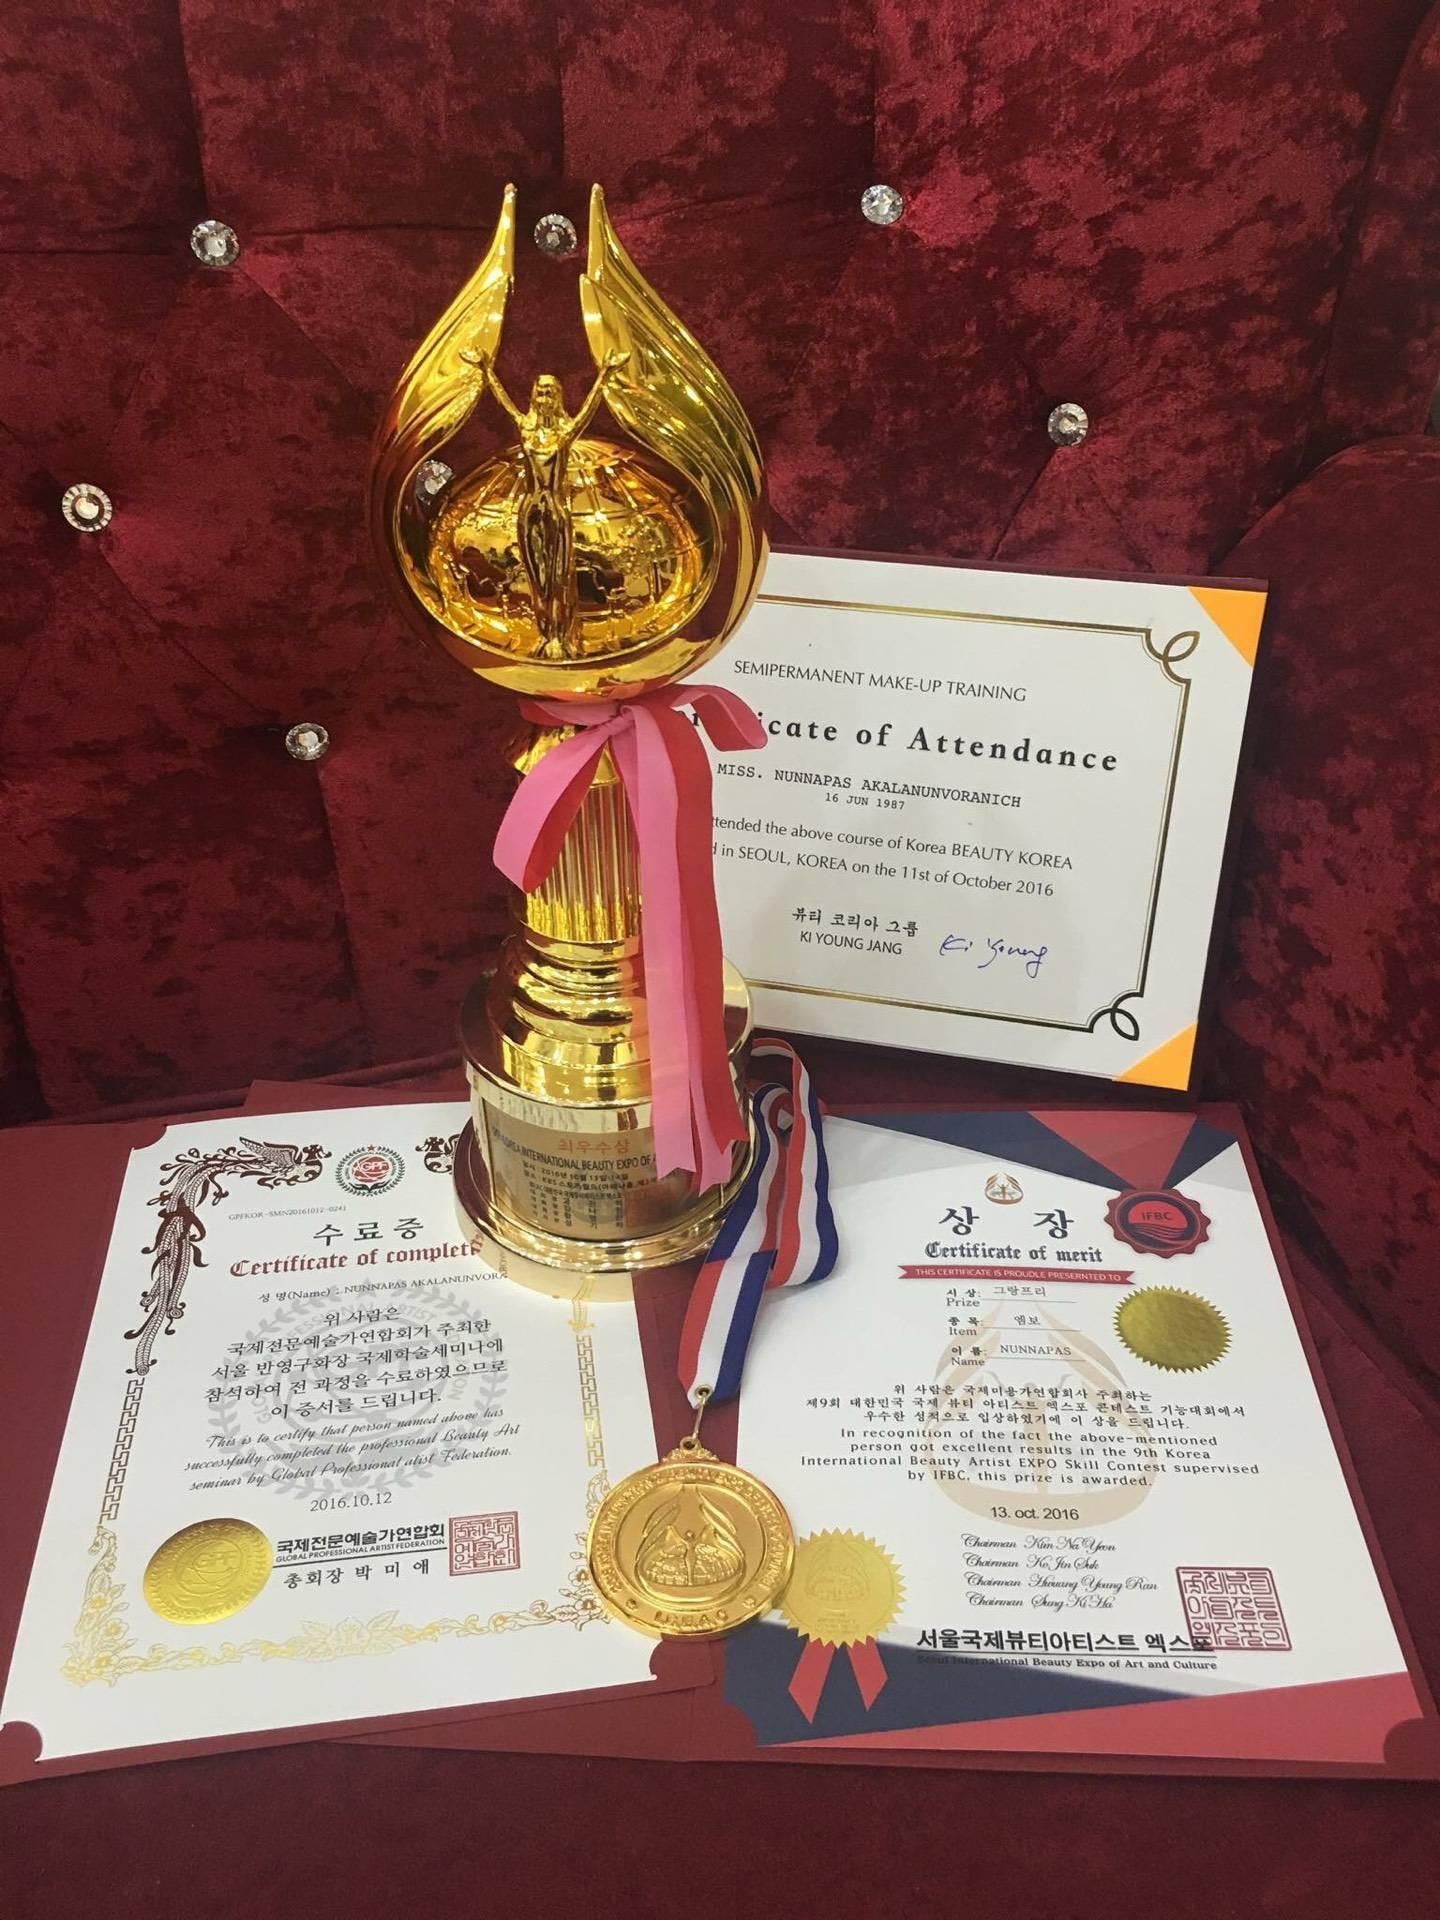 SEMIPERMANENT MAKE-UP TRAINING
icate of Attendance
MISS. NUNNAPAS AKALANUNVORANICH
16 JUN 1987
ttended the above course of Korea BEAUTY KOREA
d in SEOUL, KOREA on the 11st of October 2016
뷰티 코리아 그룹
KI YOUNG JANG
Ki Young
최우수상
KOREA INTERNATIONAL BEAUTY EXPO OF A
GPF
GPFKOR-SMN20161012-0241
수료증
Certificate of complet
성 명(Name) : NUNNAPAS AKALANUNVORA
위 사람은
국제전문예술가연합회가 주최한
서울 반영구화장 국제학술세미나에
참석하여 전 과정을 수료하였으므로
이 증서를 드립니다.
This is to certify that person named above has
successfully completed the professional Beauty Art
seminar by Global Professional atist Federation.
2016.10.12
국제전문예술가연합회
GLOBAL PROFESSIONAL ARTIST FEDERATION
총회장 박 미 애
IFBC
상 장
Certificate of merit
THIS CERTIFICATE IS PROUDLE PRESERNTED TO
시 상: 그랑프리
Prize
종 목: 엠보
Item
이 름: NUNNAPAS
Name
위 사람은 국제미용가연합회사 주최하는
제9회 대한민국 국제 뷰티 아티스트 엑스포 콘테스트 기능대회에서
우수한 성적으로 입상하였기에 이 상을 드립니다.
In recognition of the fact the above-mentioned
person got excellent results in the 9th Korea
International Beauty Artist EXPO Skill Contest supervised
by IFBC, this prize is awarded.
13. oct. 2016
Chairman Kim Na Yeon
Chairman Ko Jin Suk
Chairman Hwuang Young Ran
Chairman Sung Ki Ha
서울국제뷰티아티스트 엑스포
Seoul International Beauty Expo of Art and Culture